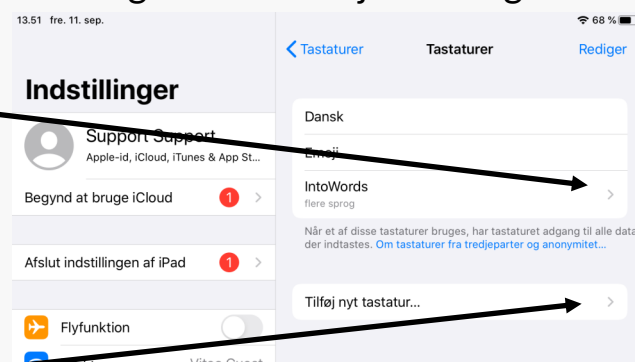 13.51 fre. 11. sep.
68 %
Tastaturer
Tastaturer
Rediger
Indstillinger
Support Support
Apple-id, iCloud, iTunes & App St...
Begynd at bruge iCloud 1
Afslut indstillingen af iPad 1
Flyfunktion
Dansk
Emoji
IntoWords
flere sprog
Når et af disse tastaturer bruges, har tastaturet adgang til alle data
der indtastes. Om tastaturer fra tredjeparter og anonymitet...
Tilføj nyt tastatur...